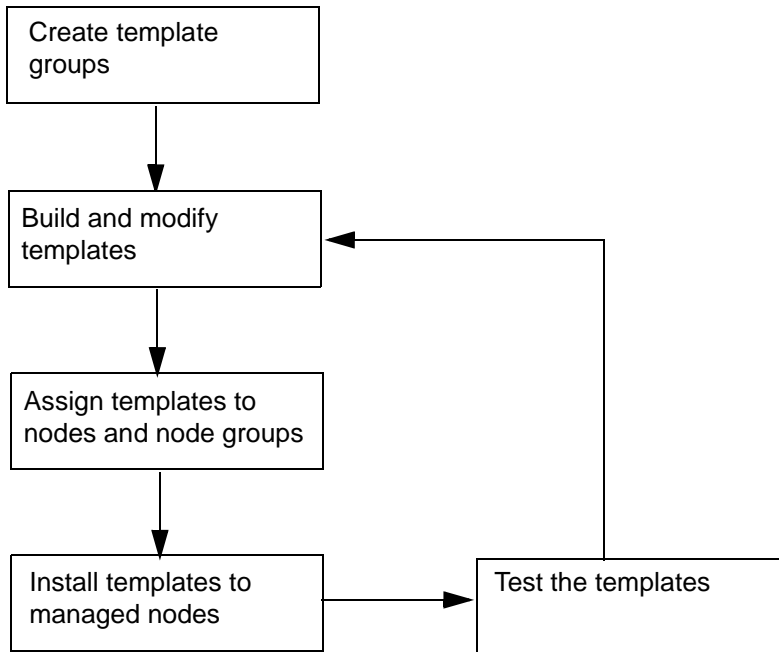 Create template
groups
Build and modify
templates
Assign templates to
nodes and node groups
Install templates to
managed nodes
Test the templates